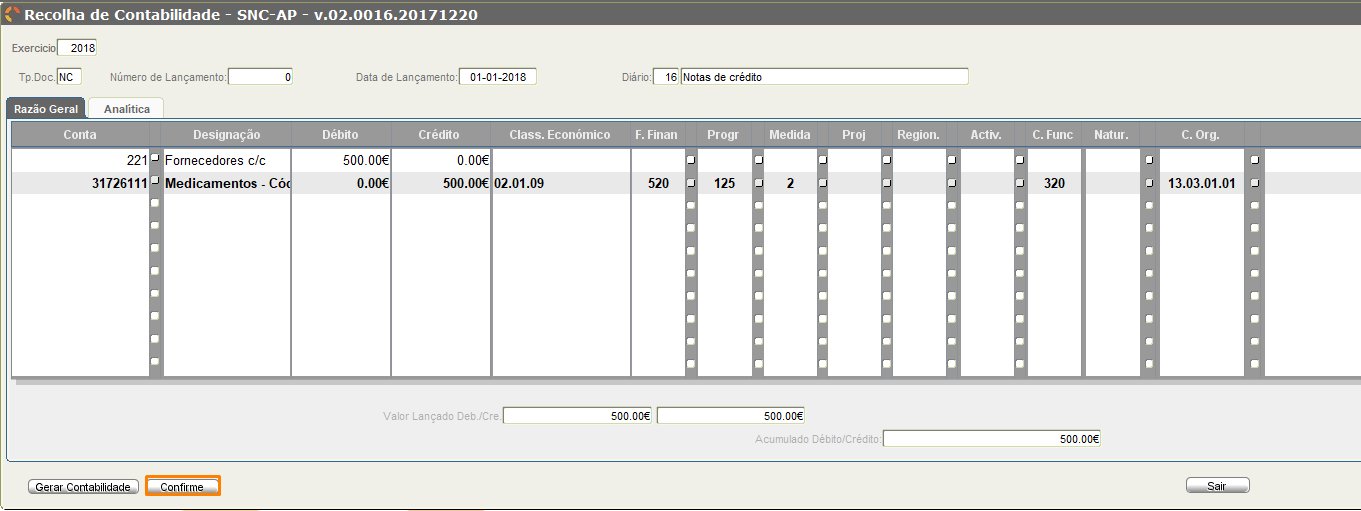 Recolha de Contabilidade - SNC-AP - v.02.0016.20171220
Exercício 2018
Tp.Doc. NC Número de Lançamento: 0 Data de Lançamento: 01-01-2018 Diário: 16 Notas de crédito
Razão Geral Analítica
Conta Designação Débito Crédito Class. Económico F. Finan Progr Medida Proj Region. Activ. C. Func Natur. C. Org.
221 Fornecedores c/c 500.00€ 0.00€
31726111 Medicamentos - Cóc 0.00€ 500.00€ 02.01.09 520 125 2 320 13.03.01.01
Valor Lançado Deb./Cre. 500.00€ 500.00€
Acumulado Débito/Crédito: 500.00€
Gerar Contabilidade Confirme Sair